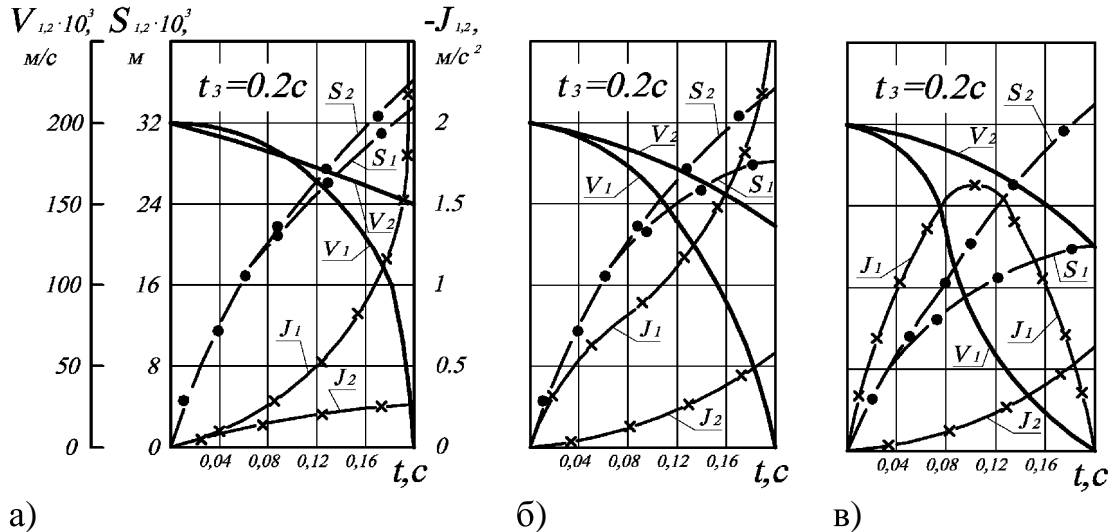 V 1,2 · 10³ S 1,2 · 10³, -J 1,2,
м/с м м/с²
t₃=0.2c t₃=0.2c t₃=0.2c
S₂ S₂ S₂
V₂ V₂
200 32 2
S₁ V₁ S₁
150 24 1.5
V₂
V₁
J₁ S₁
100 16 1
J₁ J₁ J₁
V₁
50 8 0.5
J₂ J₂ J₂
0 0 0
0,04 0,08 0,12 0,16 0,04 0,08 0,12 0,16 0,04 0,08 0,12 0,16
t,c t,c t,c
а) б) в)